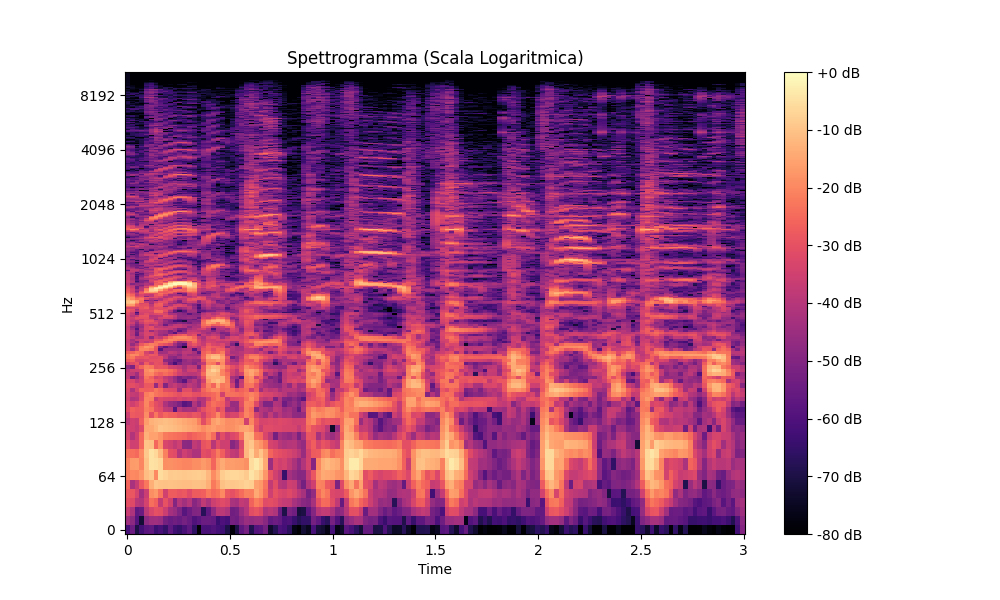 Spettrogramma (Scala Logaritmica)
8192
4096
2048
1024
512
256
128
64
0
Hz
0
0.5
1
1.5
2
2.5
3
Time
+0 dB
-10 dB
-20 dB
-30 dB
-40 dB
-50 dB
-60 dB
-70 dB
-80 dB